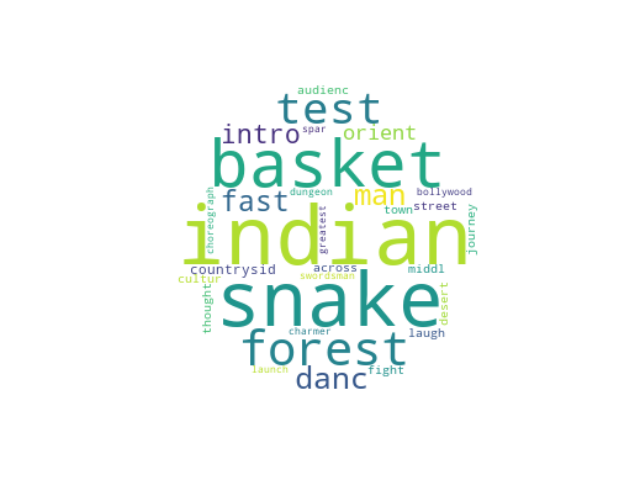 audienc
test
intro spar orient
basket
choreograph fast dungeon man bollywood
greatest town street journey
indian
countrysid across middl
cultur swordsman
thought snake desert
charmer laugh
forest
launch fight
danc